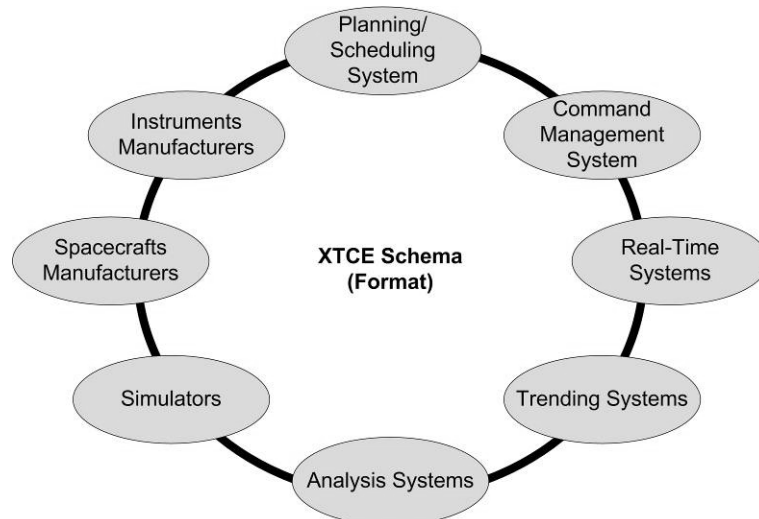 Planning/
Scheduling
System
Instruments
Manufacturers
Command
Management
System
Spacecrafts
Manufacturers
XTCE Schema
(Format)
Real-Time
Systems
Simulators
Trending Systems
Analysis Systems